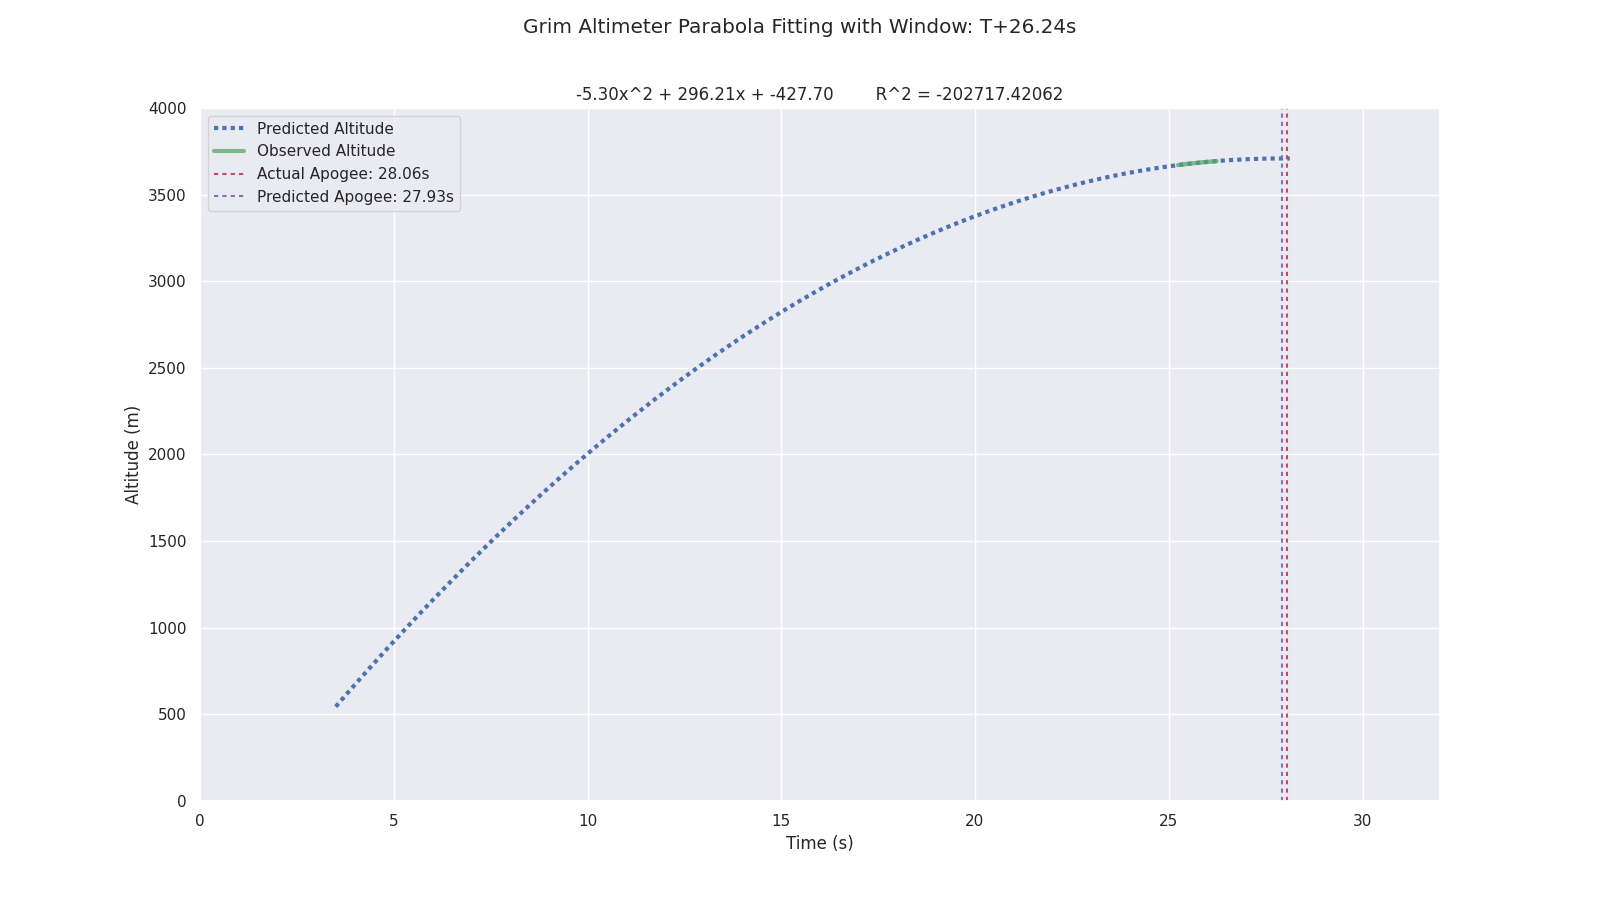 Grim Altimeter Parabola Fitting with Window: T+26.24s
-5.30x^2 + 296.21x + -427.70 R^2 = -202717.42062
Predicted Altitude
Observed Altitude
Actual Apogee: 28.06s
Predicted Apogee: 27.93s
4000
3500
3000
2500
2000
1500
1000
500
0
Altitude (m)
0 5 10 15 20 25 30
Time (s)